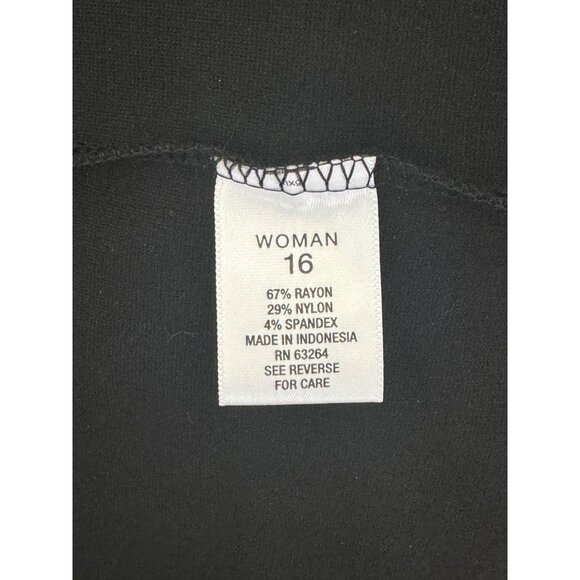 WOMAN
16
67% RAYON
29% NYLON
4% SPANDEX
MADE IN INDONESIA
RN 63264
SEE REVERSE
FOR CARE